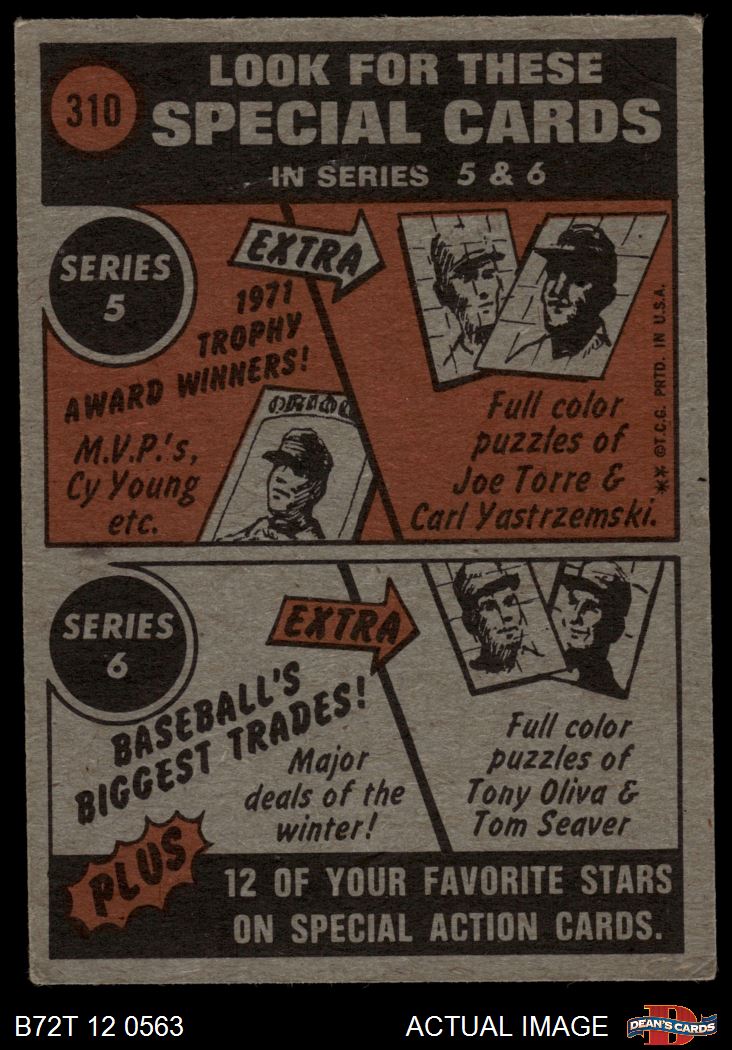 310
LOOK FOR THESE
SPECIAL CARDS
IN SERIES 5 & 6
SERIES
5
EXTRA
1971
TROPHY
AWARD WINNERS!
M.V.P.'s,
Cy Young
etc.
Full color
puzzles of
Joe Torre &
Carl Yastrzemski.
** ©T.C.G. PRTD. IN U.S.A.
SERIES
6
EXTRA
BASEBALL'S
BIGGEST TRADES!
Major
deals of the
winter!
Full color
puzzles of
Tony Oliva &
Tom Seaver
PLUS
12 OF YOUR FAVORITE STARS
ON SPECIAL ACTION CARDS.
B72T 12 0563
ACTUAL IMAGE
DEAN'S CARDS